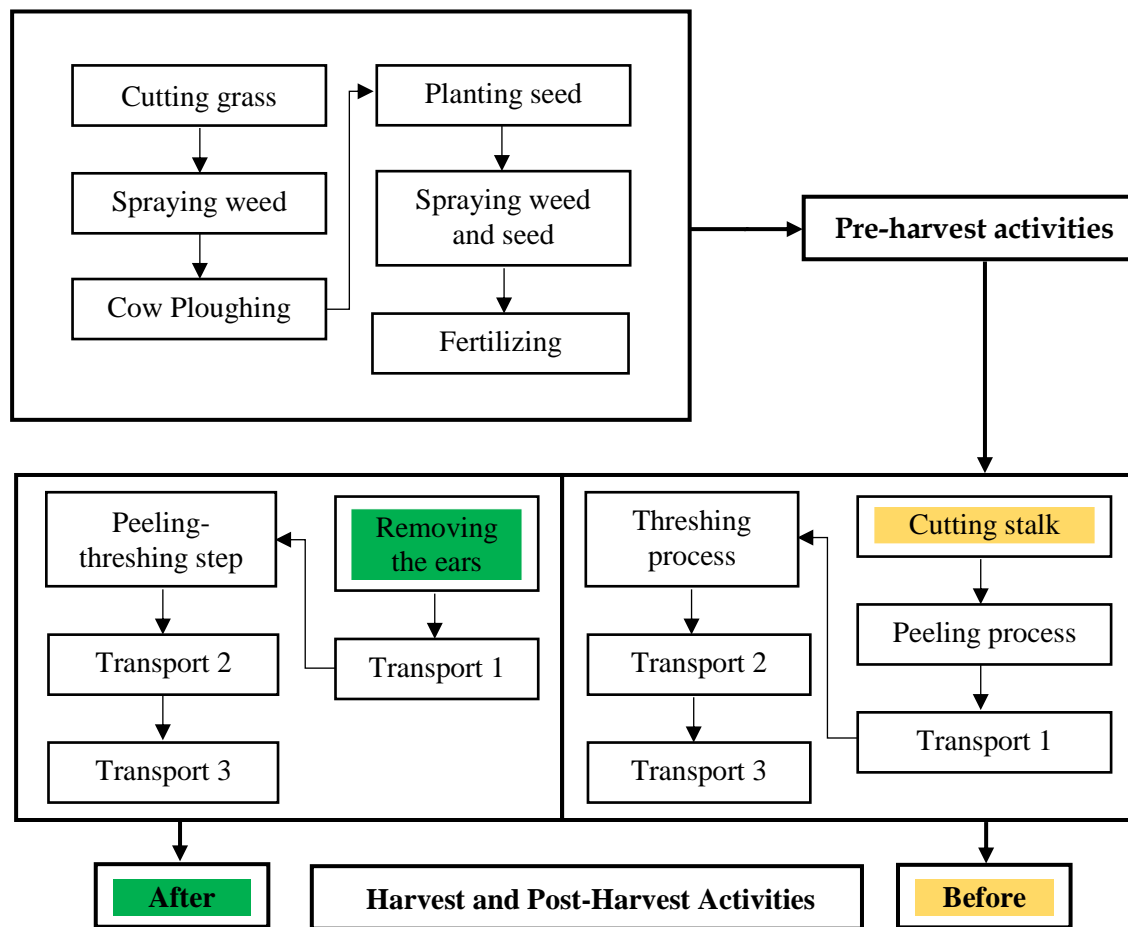 Cutting grass
Spraying weed
Cow Ploughing
Planting seed
Spraying weed
and seed
Fertilizing
Pre-harvest activities
Peeling-
threshing step
Transport 2
Transport 3
Removing
the ears
Transport 1
Threshing
process
Transport 2
Transport 3
Cutting stalk
Peeling process
Transport 1
After
Harvest and Post-Harvest Activities
Before